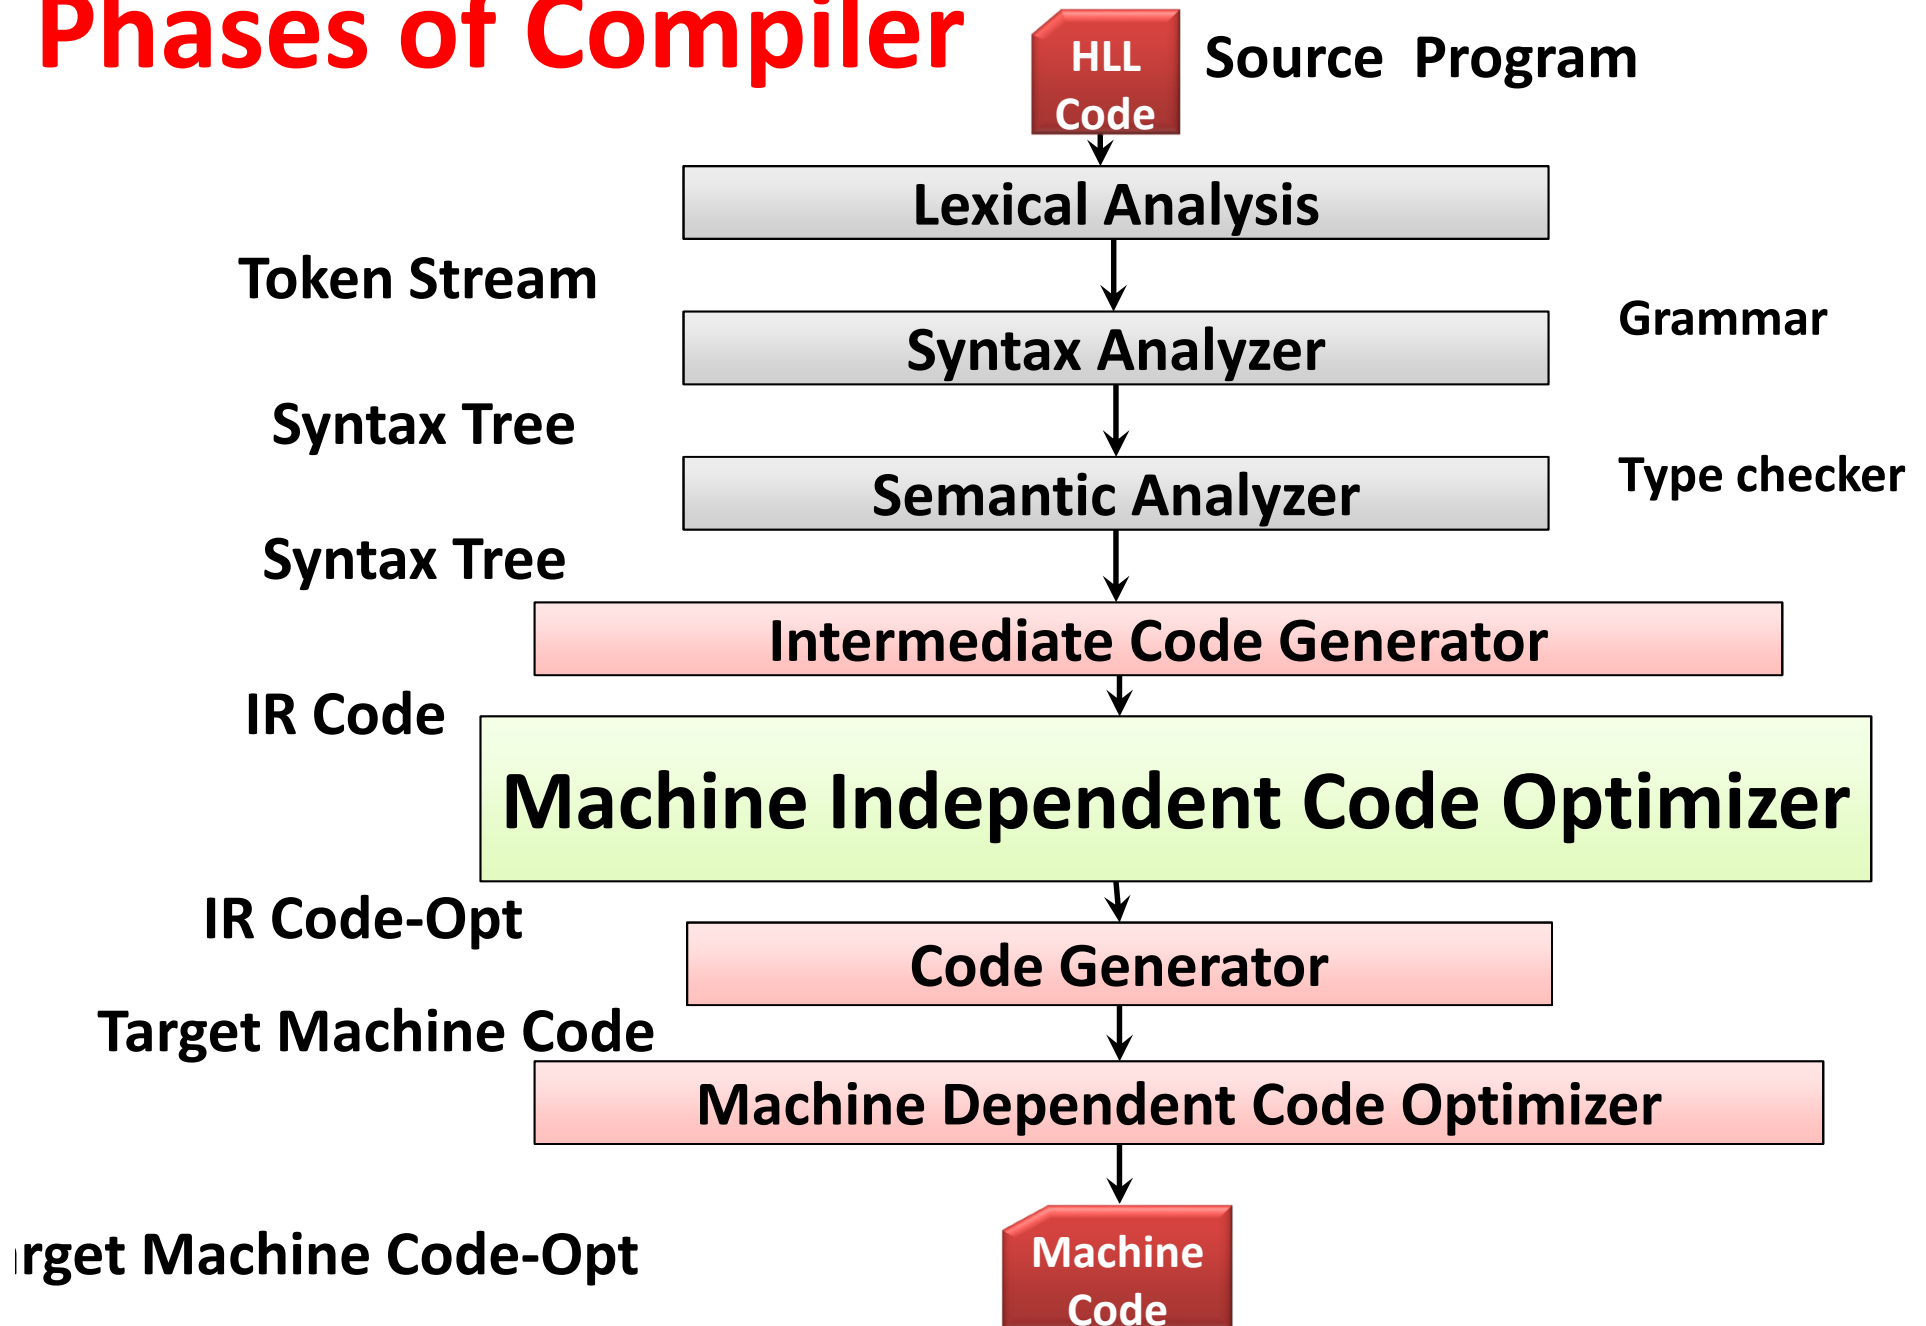 Phases of Compiler
HLL
Code
Source Program
Lexical Analysis
Token Stream
Grammar
Syntax Analyzer
Syntax Tree
Type checker
Semantic Analyzer
Syntax Tree
Intermediate Code Generator
IR Code
Machine Independent Code Optimizer
IR Code-Opt
Code Generator
Target Machine Code
Machine Dependent Code Optimizer
Machine Code-Opt
Machine
Code